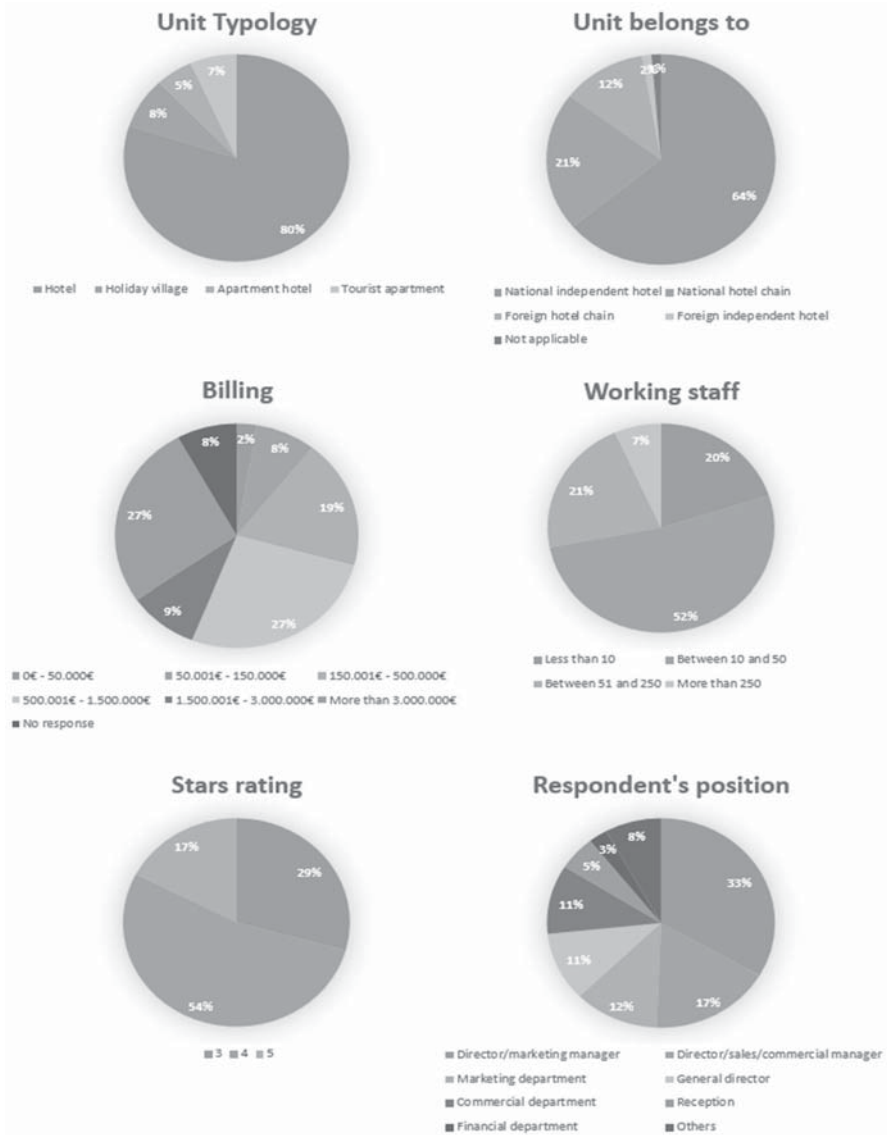 Unit Typology
7%
5%
8%
80%
Hotel Holiday village Apartment hotel Tourist apartment
Unit belongs to
12%
21%
64%
National independent hotel National hotel chain
Foreign hotel chain Foreign independent hotel
Not applicable
Billing
8% 2% 8%
19%
27%
9%
27%
0€ - 50.000€ 50.001€ - 150.000€ 150.001€ - 500.000€
500.001€ - 1.500.000€ 1.500.001€ - 3.000.000€ More than 3.000.000€
No response
Working staff
7%
20%
21%
52%
Less than 10 Between 10 and 50
Between 51 and 250 More than 250
Stars rating
17%
29%
54%
3 4 5
Respondent's position
8%
3%
5%
33%
11%
11%
12%
17%
Director/marketing manager Director/sales/commercial manager
Marketing department General director
Commercial department Reception
Financial department Others